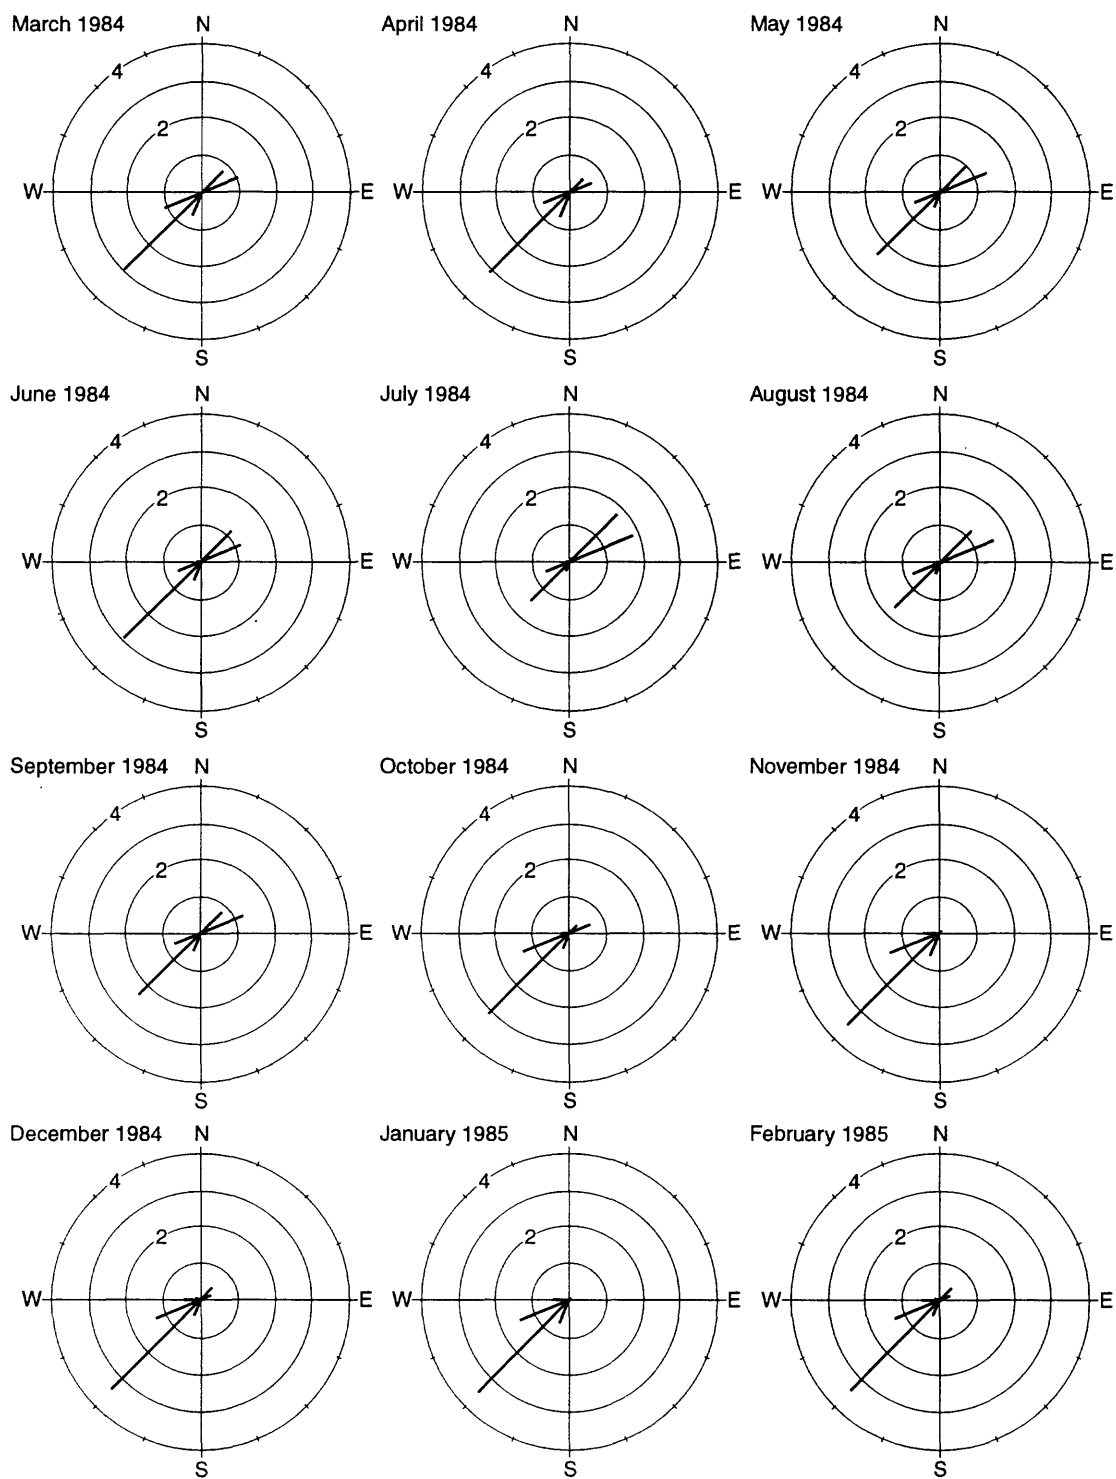 March 1984 N
4
2
W E
S
April 1984 N
4
2
W E
S
May 1984 N
4
2
W E
S
June 1984 N
4
2
W E
S
July 1984 N
4
2
W E
S
August 1984 N
4
2
W E
S
September 1984 N
4
2
W E
S
October 1984 N
4
2
W E
S
November 1984 N
4
2
W E
S
December 1984 N
4
2
W E
S
January 1985 N
4
2
W E
S
February 1985 N
4
2
W E
S